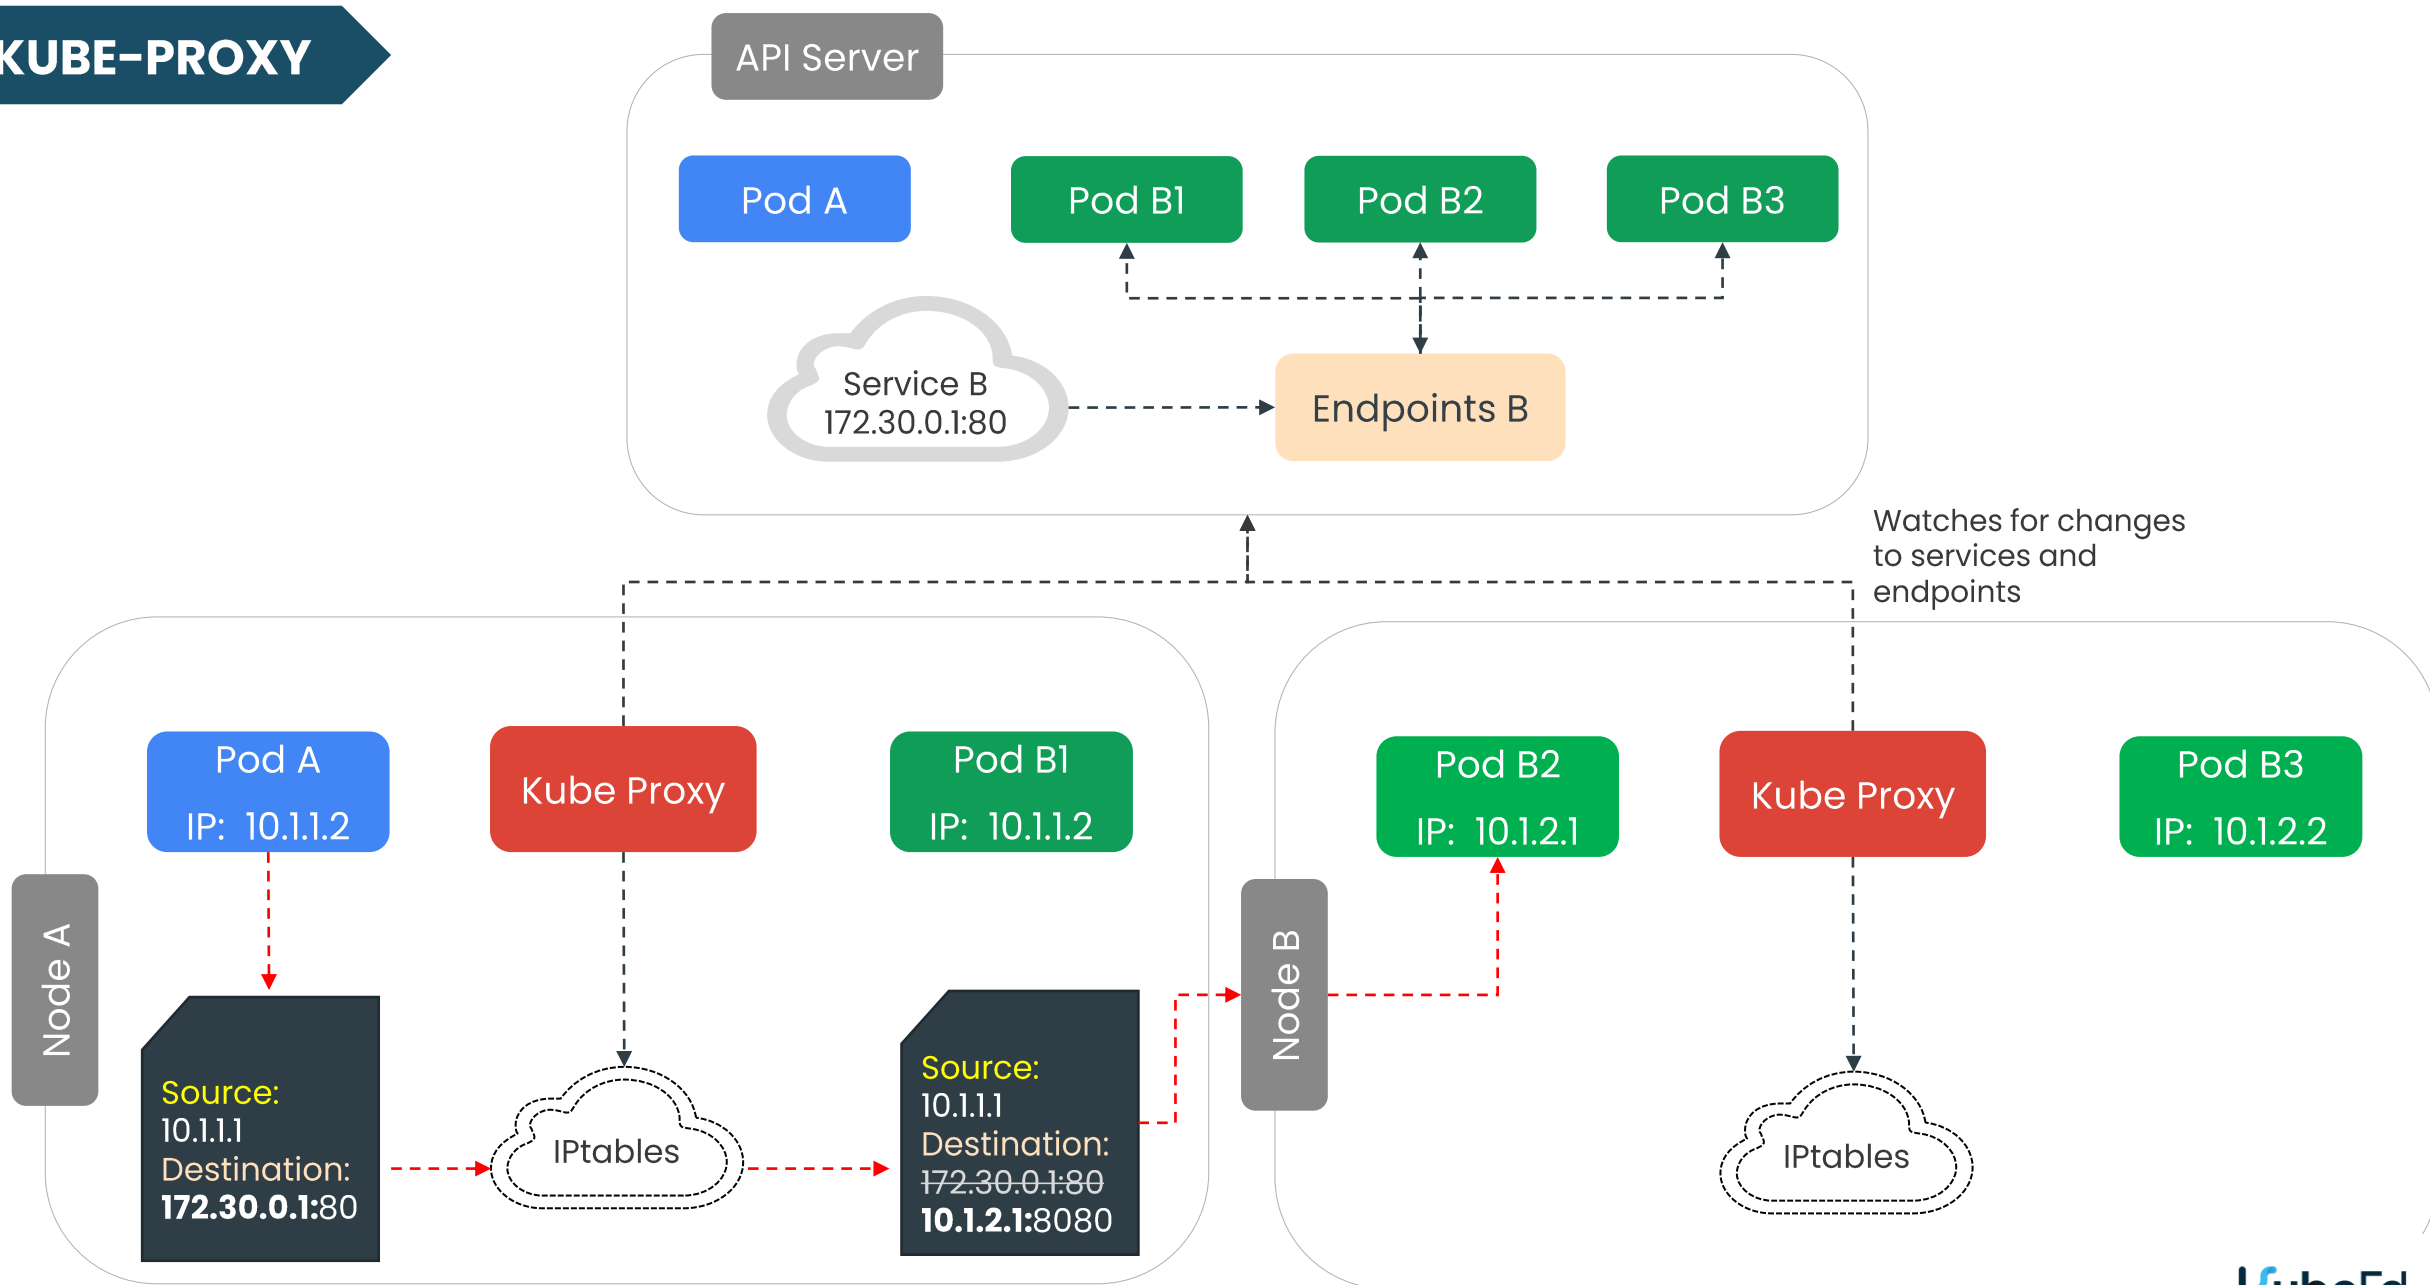 KUBE-PROXY
API Server
Pod A
Pod B1
Pod B2
Pod B3
Service B
172.30.0.1:80
Endpoints B
Watches for changes
to services and
endpoints
Node A
Pod A
IP: 10.1.1.2
Kube Proxy
Pod B1
IP: 10.1.1.2
Source:
10.1.1.1
Destination:
172.30.0.1:80
IPtables
Source:
10.1.1.1
Destination:
172.30.0.1:80
10.1.2.1:8080
Node B
Pod B2
IP: 10.1.2.1
Kube Proxy
Pod B3
IP: 10.1.2.2
IPtables